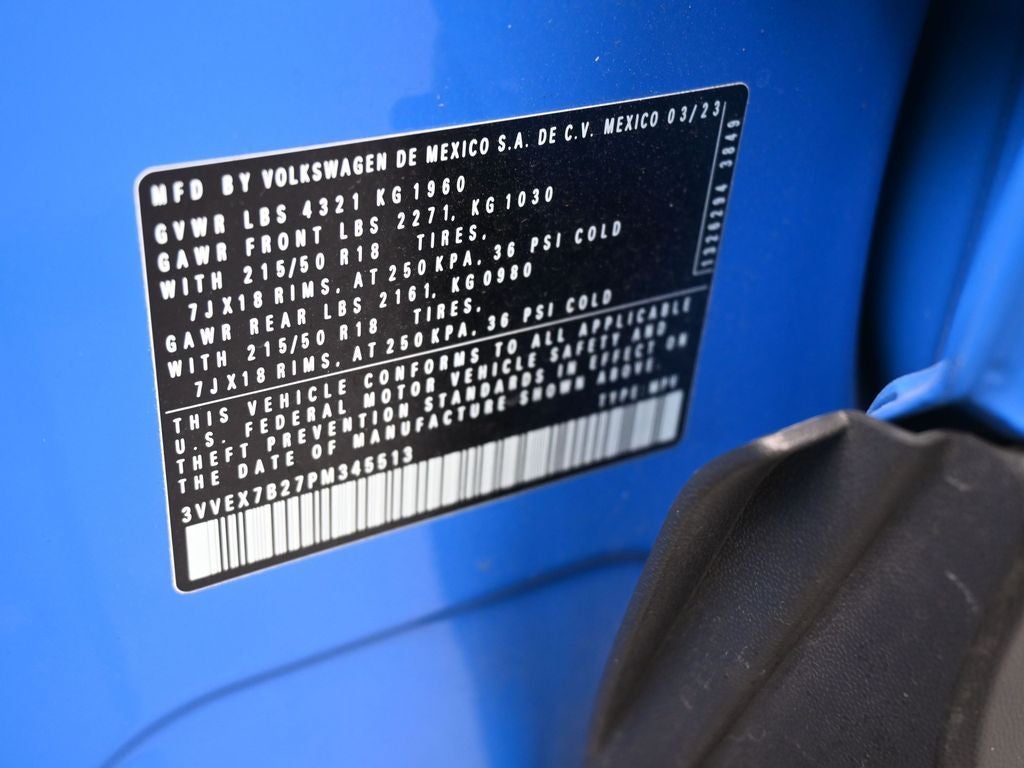 MFD BY VOLKSWAGEN DE MEXICO S.A. DE C.V. MEXICO 03/23
GVWR LBS 4321 KG 1960
GAWR FRONT LBS 2271, KG 1030
WITH 215/50 R18 TIRES,
7JX18 RIMS, AT 250 KPA, 36 PSI COLD
GAWR REAR LBS 2161, KG 0980
WITH 215/50 R18 TIRES,
7JX18 RIMS, AT 250 KPA, 36 PSI COLD
THIS VEHICLE CONFORMS TO ALL APPLICABLE
U.S. FEDERAL MOTOR VEHICLE SAFETY AND
THEFT PREVENTION STANDARDS IN EFFECT ON
THE DATE OF MANUFACTURE SHOWN ABOVE.
TYPE: MPV
3VVEX7B27PM345513
1326294 3849